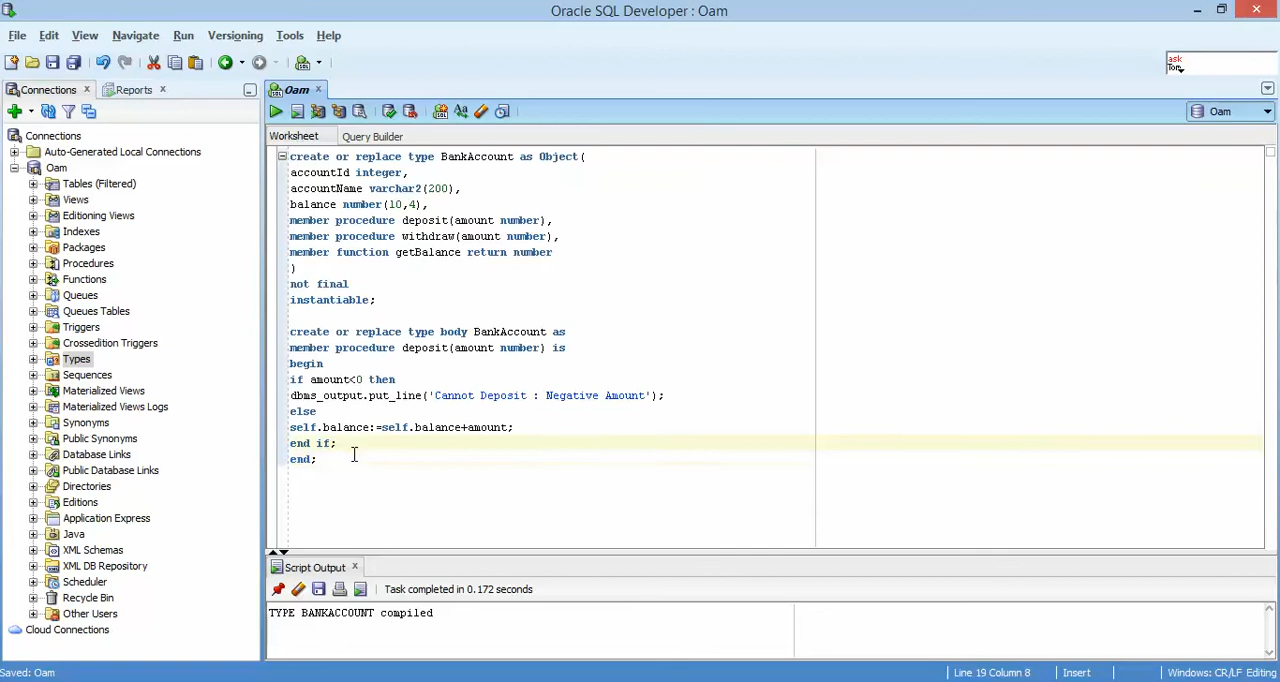 Oracle SQL Developer : Oam
File Edit View Navigate Run Versioning Tools Help
ask
Tom
Connections Reports Oam
Oam
Worksheet Query Builder
Connections
Auto-Generated Local Connections
Oam
Tables (Filtered)
Views
Editioning Views
Indexes
Packages
Procedures
Functions
Queues
Queues Tables
Triggers
Crossedition Triggers
Types
Sequences
Materialized Views
Materialized Views Logs
Synonyms
Public Synonyms
Database Links
Public Database Links
Directories
Editions
Application Express
Java
XML Schemas
XML DB Repository
Scheduler
Recycle Bin
Other Users
Cloud Connections
create or replace type BankAccount as Object(
accountId integer,
accountName varchar2(200),
balance number(10,4),
member procedure deposit(amount number),
member procedure withdraw(amount number),
member function getBalance return number
)
not final
instantiable;
create or replace type body BankAccount as
member procedure deposit(amount number) is
begin
if amount<0 then
dbms_output.put_line('Cannot Deposit : Negative Amount');
else
self.balance:=self.balance+amount;
end if;
end;
Script Output
Task completed in 0.172 seconds
TYPE BANKACCOUNT compiled
Saved: Oam
Line 19 Column 8 Insert Windows: CR/LF Editing